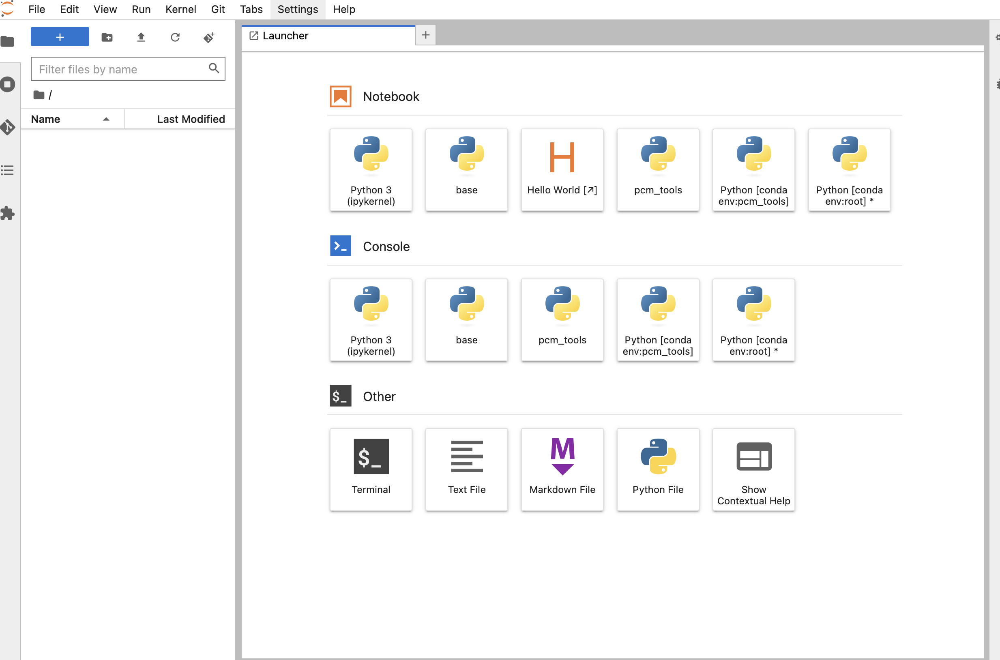 File Edit View Run Kernel Git Tabs Settings Help
+
Launcher
+
Filter files by name
/
Name Last Modified
Notebook
Python 3
(ipykernel)
base
H
Hello World [↗]
pcm_tools
Python [conda
env:pcm_tools]
Python [conda
env:root] *
>_
Console
Python 3
(ipykernel)
base
pcm_tools
Python [conda
env:pcm_tools]
Python [conda
env:root] *
$_
Other
$_
Terminal
Text File
M
Markdown File
Python File
Show
Contextual Help